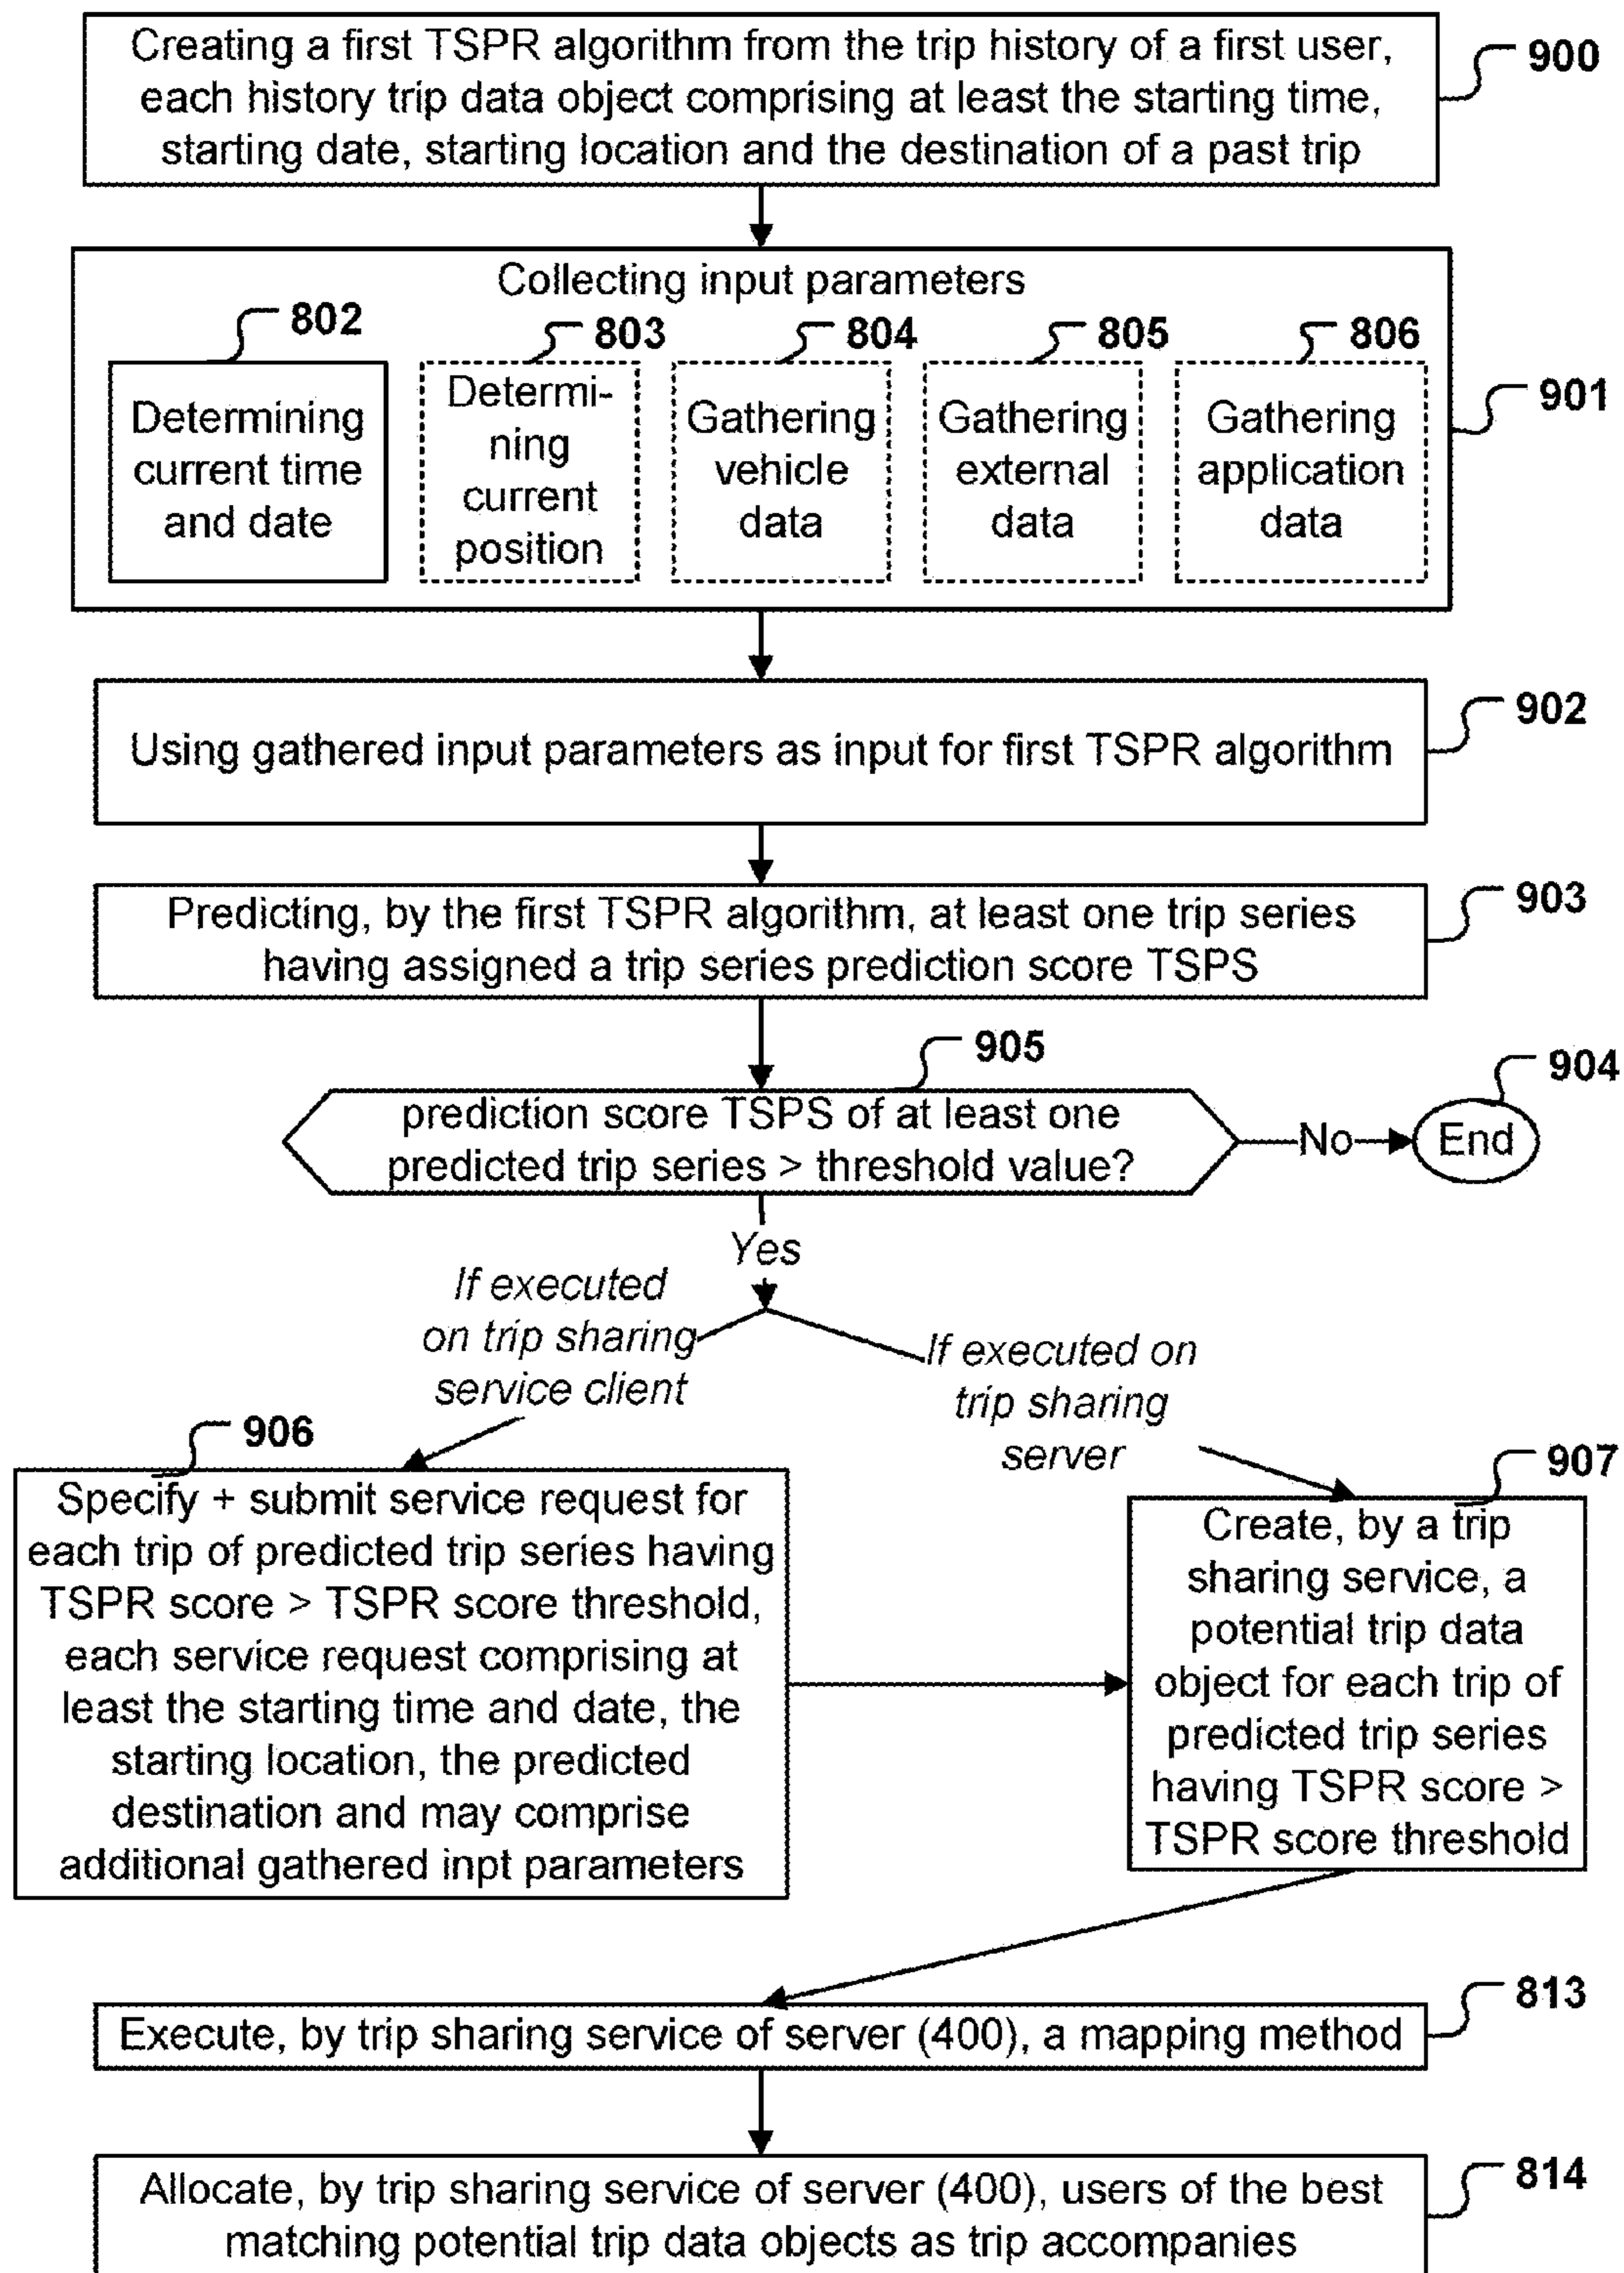 Creating a first TSPR algorithm from the trip history of a first user,
each history trip data object comprising at least the starting time,
starting date, starting location and the destination of a past trip
900
Collecting input parameters
802
803
804
805
806
Determining
current time
and date
Determi-
ning
current
position
Gathering
vehicle
data
Gathering
external
data
Gathering
application
data
901
Using gathered input parameters as input for first TSPR algorithm
902
Predicting, by the first TSPR algorithm, at least one trip series
having assigned a trip series prediction score TSPS
903
905
prediction score TSPS of at least one
predicted trip series > threshold value?
No
904
End
Yes
If executed
on trip sharing
service client
If executed on
trip sharing
server
906
Specify + submit service request for
each trip of predicted trip series having
TSPR score > TSPR score threshold,
each service request comprising at
least the starting time and date, the
starting location, the predicted
destination and may comprise
additional gathered inpt parameters
907
Create, by a trip
sharing service, a
potential trip data
object for each trip of
predicted trip series
having TSPR score >
TSPR score threshold
Execute, by trip sharing service of server (400), a mapping method
813
Allocate, by trip sharing service of server (400), users of the best
matching potential trip data objects as trip accompanies
814